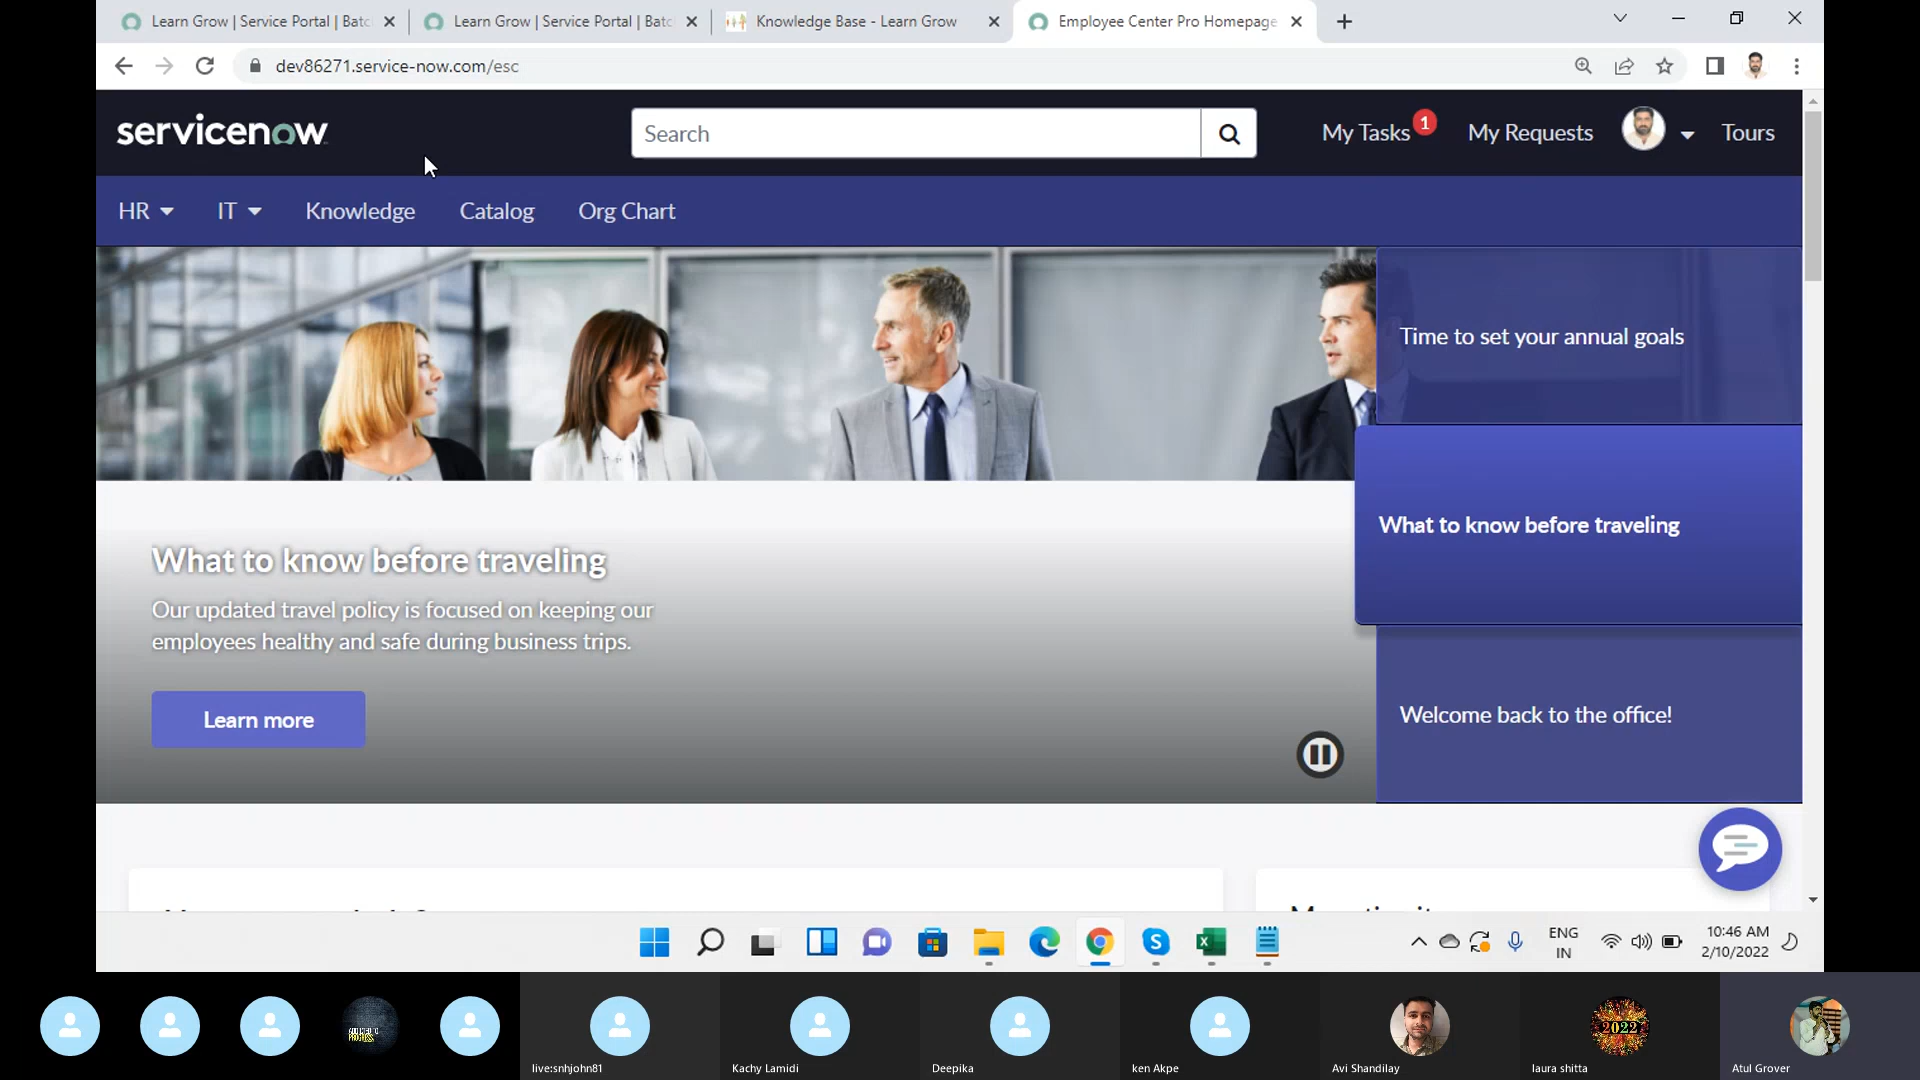 Learn Grow | Service Portal | Batc
Learn Grow | Service Portal | Batc
Knowledge Base - Learn Grow
Employee Center Pro Homepage
dev86271.service-now.com/esc
servicenow
Search
My Tasks 1
My Requests
Tours
HR
IT
Knowledge
Catalog
Org Chart
Time to set your annual goals
What to know before traveling
Welcome back to the office!
What to know before traveling
Our updated travel policy is focused on keeping our
employees healthy and safe during business trips.
Learn more
ENG
IN
10:46 AM
2/10/2022
2022
live:snhjohn81
Kachy Lamidi
Deepika
ken Akpe
Avi Shandilay
laura shitta
Atul Grover